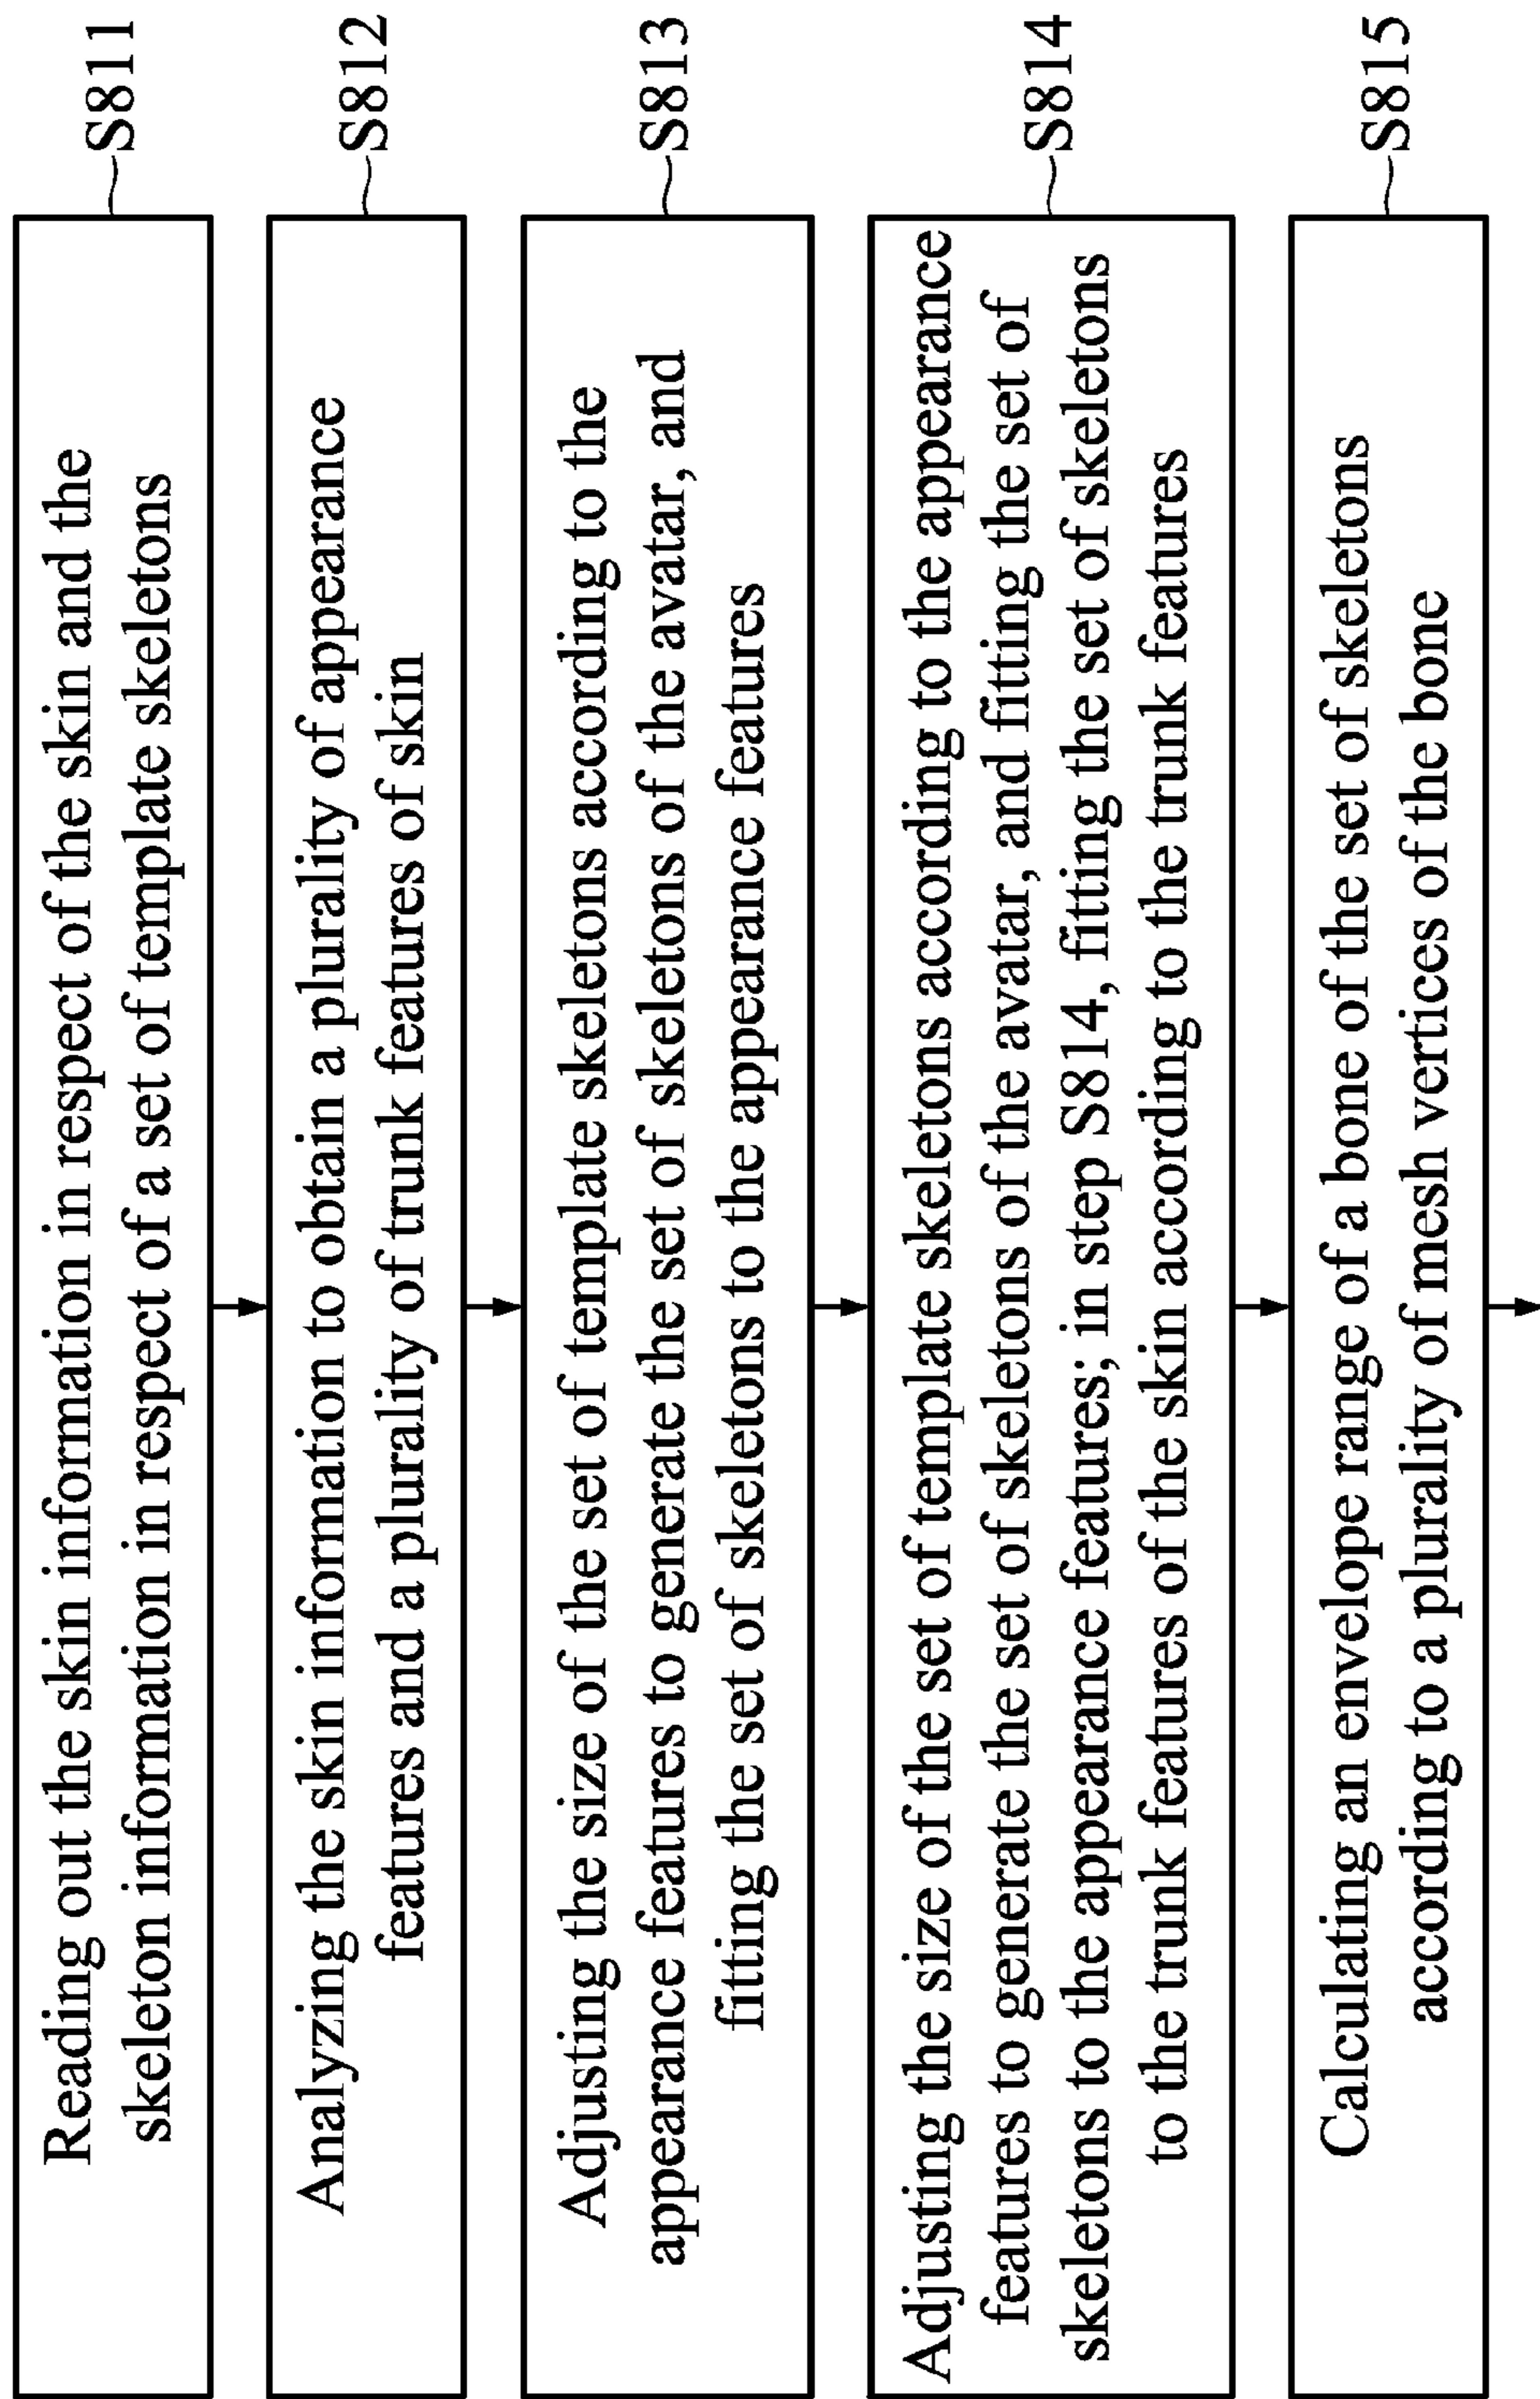 Reading out the skin information in respect of the skin and the
skeleton information in respect of a set of template skeletons
S811
Analyzing the skin information to obtain a plurality of appearance
features and a plurality of trunk features of skin
S812
Adjusting the size of the set of template skeletons according to the
appearance features to generate the set of skeletons of the avatar, and
fitting the set of skeletons to the appearance features
S813
Adjusting the size of the set of template skeletons according to the appearance
features to generate the set of skeletons of the avatar, and fitting the set of
skeletons to the appearance features; in step S814, fitting the set of skeletons
to the trunk features of the skin according to the trunk features
S814
Calculating an envelope range of a bone of the set of skeletons
according to a plurality of mesh vertices of the bone
S815